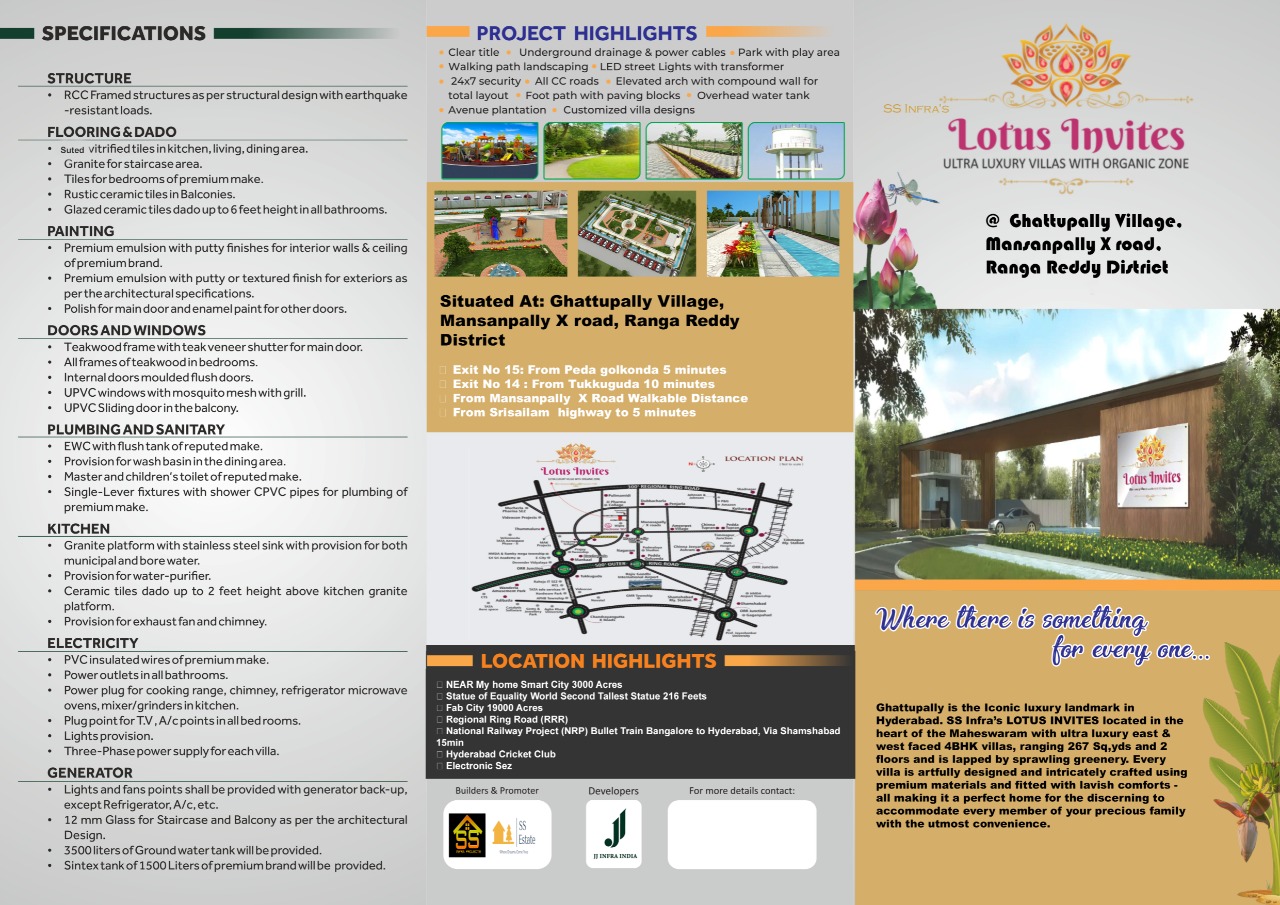 SPECIFICATIONS
STRUCTURE
• RCC Framed structures as per structural design with earthquake
-resistant loads.
FLOORING & DADO
• Suted vitrified tiles in kitchen, living, dining area.
• Granite for staircase area.
• Tiles for bedrooms of premium make.
• Rustic ceramic tiles in Balconies.
• Glazed ceramic tiles dado up to 6 feet height in all bathrooms.
PAINTING
• Premium emulsion with putty finishes for interior walls & ceiling
of premium brand.
• Premium emulsion with putty or textured finish for exteriors as
per the architectural specifications.
• Polish for main door and enamel paint for other doors.
DOORS AND WINDOWS
• Teakwood frame with teak veneer shutter for main door.
• All frames of teakwood in bedrooms.
• Internal doors moulded flush doors.
• UPVC windows with mosquito mesh with grill.
• UPVC Sliding door in the balcony.
PLUMBING AND SANITARY
• EWC with flush tank of reputed make.
• Provision for wash basin in the dining area.
• Master and children's toilet of reputed make.
• Single-Lever fixtures with shower CPVC pipes for plumbing of
premium make.
KITCHEN
• Granite platform with stainless steel sink with provision for both
municipal and bore water.
• Provision for water-purifier.
• Ceramic tiles dado up to 2 feet height above kitchen granite
platform.
• Provision for exhaust fan and chimney.
ELECTRICITY
• PVC insulated wires of premium make.
• Power outlets in all bathrooms.
• Power plug for cooking range, chimney, refrigerator microwave
ovens, mixer/grinders in kitchen.
• Plug point for T.V , A/c points in all bed rooms.
• Lights provision.
• Three-Phase power supply for each villa.
GENERATOR
• Lights and fans points shall be provided with generator back-up,
except Refrigerator, A/c, etc.
• 12 mm Glass for Staircase and Balcony as per the architectural
Design.
• 3500 liters of Ground water tank will be provided.
• Sintex tank of 1500 Liters of premium brand will be provided.
PROJECT HIGHLIGHTS
• Clear title • Underground drainage & power cables • Park with play area
• Walking path landscaping • LED street Lights with transformer
• 24x7 security • All CC roads • Elevated arch with compound wall for
total layout • Foot path with paving blocks • Overhead water tank
• Avenue plantation • Customized villa designs
Situated At: Ghattupally Village,
Mansanpally X road, Ranga Reddy
District
Exit No 15: From Peda golkonda 5 minutes
Exit No 14 : From Tukkuguda 10 minutes
From Mansanpally X Road Walkable Distance
From Srisailam highway to 5 minutes
Lotus Invites
N
LOCATION PLAN
LOCATION HIGHLIGHTS
NEAR My home Smart City 3000 Acres
Statue of Equality World Second Tallest Statue 216 Feets
Fab City 19000 Acres
Regional Ring Road (RRR)
National Railway Project (NRP) Bullet Train Bangalore to Hyderabad, Via Shamshabad
15min
Hyderabad Cricket Club
Electronic Sez
Builders & Promoter
Developers
For more details contact:
SS
SS
Estate
JJ INFRA INDIA
SS INFRA'S
Lotus Invites
ULTRA LUXURY VILLAS WITH ORGANIC ZONE
@ Ghattupally Village,
Mansanpally X road,
Ranga Reddy District
Lotus Invites
Where there is something
for every one...
Ghattupally is the Iconic luxury landmark in
Hyderabad. SS Infra's LOTUS INVITES located in the
heart of the Maheswaram with ultra luxury east &
west faced 4BHK villas, ranging 267 Sq,yds and 2
floors and is lapped by sprawling greenery. Every
villa is artfully designed and intricately crafted using
premium materials and fitted with lavish comforts -
all making it a perfect home for the discerning to
accommodate every member of your precious family
with the utmost convenience.